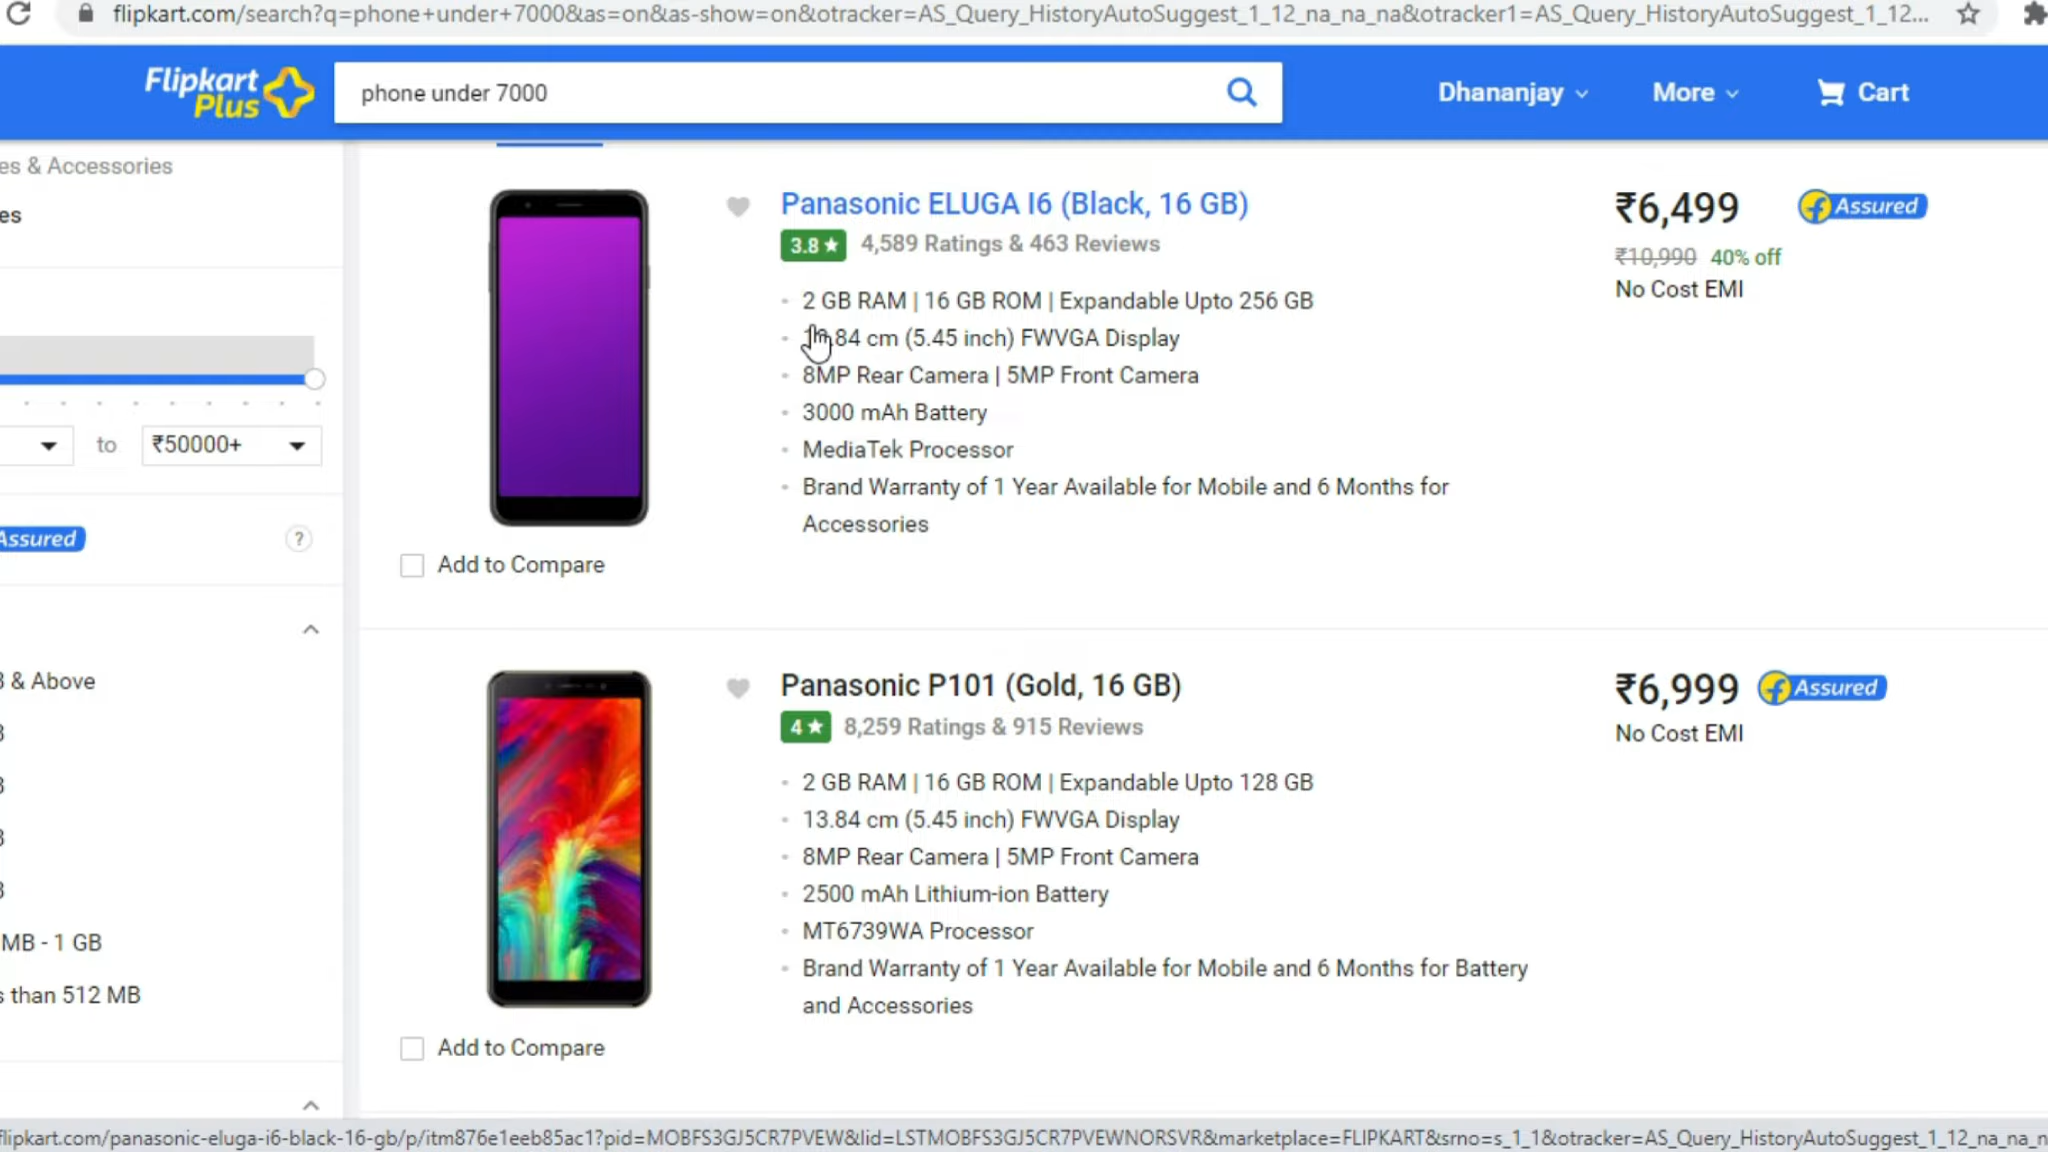 flipkart.com/search?q=phone+under+7000&as=on&as-show=on&otracker=AS_Query_HistoryAutoSuggest_1_12_na_na_na&otracker1=AS_Query_HistoryAutoSuggest_1_12...
Flipkart
Plus
phone under 7000
Dhananjay
More
Cart
es & Accessories
es
to
₹50000+
Assured
?
3 & Above
MB - 1 GB
s than 512 MB
Panasonic ELUGA I6 (Black, 16 GB)
3.8★ 4,589 Ratings & 463 Reviews
2 GB RAM | 16 GB ROM | Expandable Upto 256 GB
.84 cm (5.45 inch) FWVGA Display
8MP Rear Camera | 5MP Front Camera
3000 mAh Battery
MediaTek Processor
Brand Warranty of 1 Year Available for Mobile and 6 Months for
Accessories
Add to Compare
₹6,499
Assured
₹10,990 40% off
No Cost EMI
Panasonic P101 (Gold, 16 GB)
4★ 8,259 Ratings & 915 Reviews
2 GB RAM | 16 GB ROM | Expandable Upto 128 GB
13.84 cm (5.45 inch) FWVGA Display
8MP Rear Camera | 5MP Front Camera
2500 mAh Lithium-ion Battery
MT6739WA Processor
Brand Warranty of 1 Year Available for Mobile and 6 Months for Battery
and Accessories
Add to Compare
₹6,999
Assured
No Cost EMI
flipkart.com/panasonic-eluga-i6-black-16-gb/p/itm876e1eeb85ac1?pid=MOBFS3GJ5CR7PVEW&lid=LSTMOBFS3GJ5CR7PVEWNORSVR&marketplace=FLIPKART&srno=s_1_1&otracker=AS_Query_HistoryAutoSuggest_1_12_na_na_n